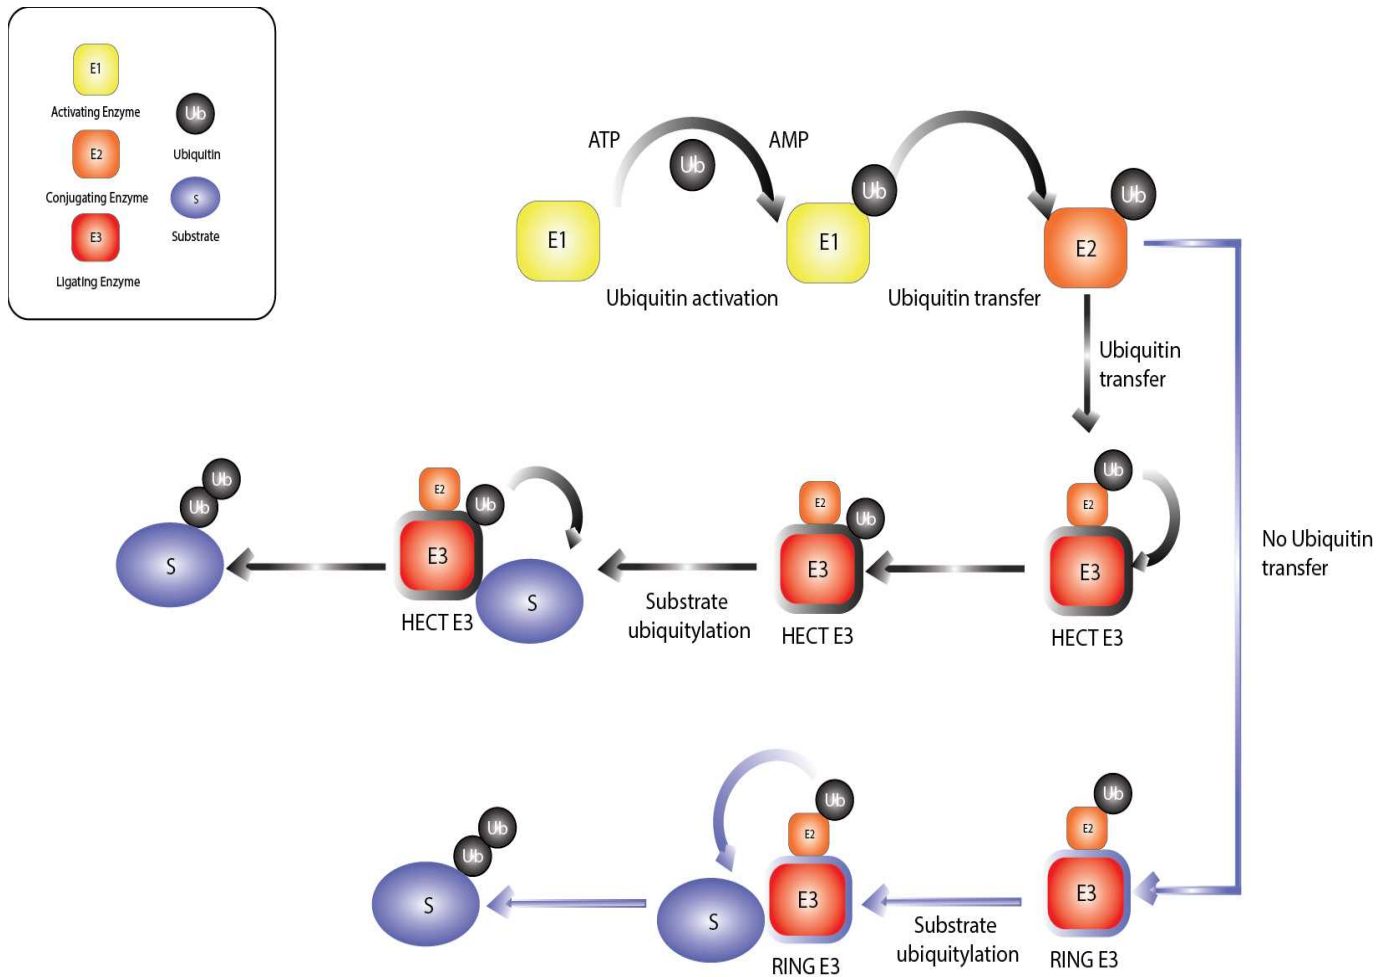 E1
Activating Enzyme
Ub
Ubiquitin
E2
Conjugating Enzyme
S
Substrate
E3
Ligating Enzyme
ATP
Ub
AMP
E1
E1
Ub
E2
Ub
Ubiquitin activation
Ubiquitin transfer
Ubiquitin
transfer
No Ubiquitin
transfer
Ub
Ub
S
E2
Ub
E3
HECT E3
S
Substrate
ubiquitylation
E2
Ub
E3
HECT E3
Ub
E2
E3
HECT E3
Ub
Ub
S
Ub
E2
E3
S
RING E3
Substrate
ubiquitylation
Ub
E2
E3
RING E3